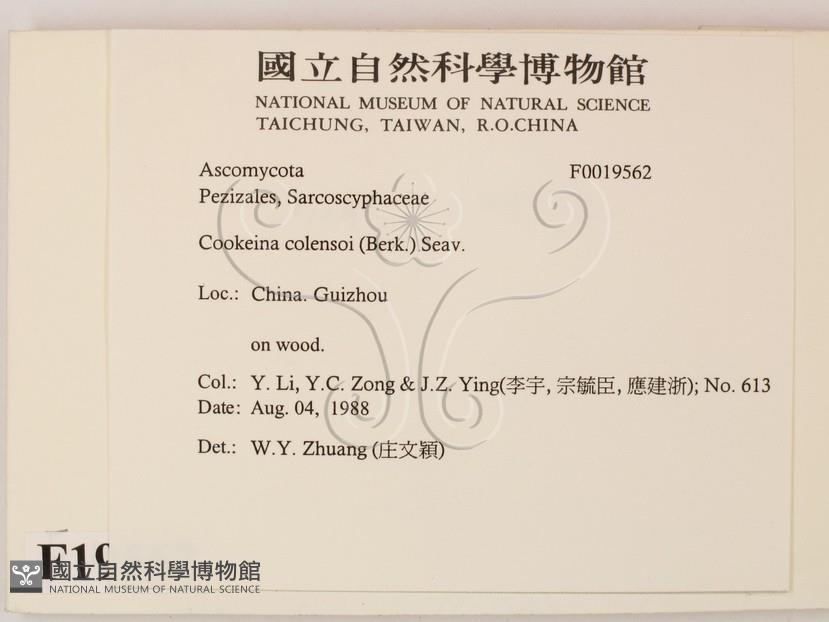 國立自然科學博物館
NATIONAL MUSEUM OF NATURAL SCIENCE
TAICHUNG, TAIWAN, R.O.CHINA
Ascomycota F0019562
Pezizales, Sarcoscyphaceae
Cookeina colensoi (Berk.) Seav.
Loc.: China. Guizhou
on wood.
Col.: Y. Li, Y.C. Zong & J.Z. Ying(李宇, 宗毓臣, 應建浙); No. 613
Date: Aug. 04, 1988
Det.: W.Y. Zhuang (庄文穎)
F19
國立自然科學博物館
NATIONAL MUSEUM OF NATURAL SCIENCE